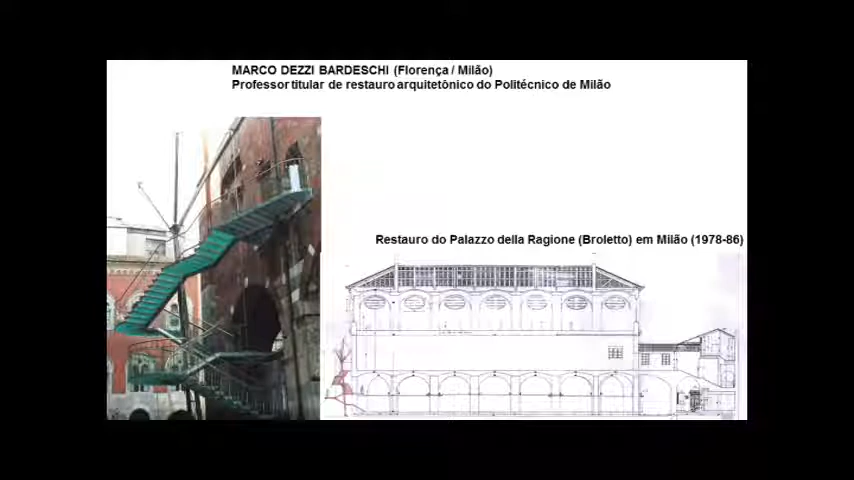 MARCO DEZZI BARDESCHI (Florença / Milão)
Professor titular de restauro arquitetônico do Politécnico de Milão
Restauro do Palazzo della Ragione (Broletto) em Milão (1978-86)